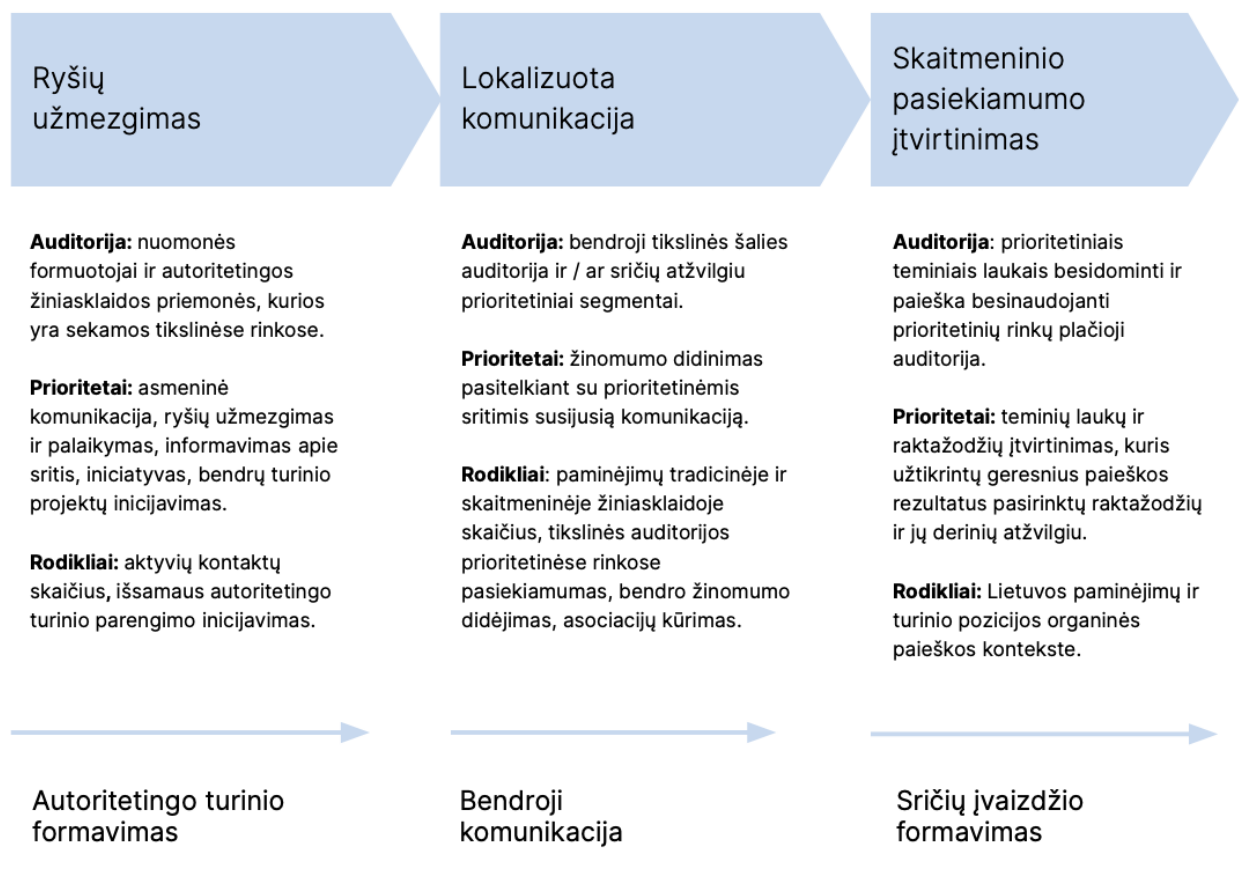 Ryšių
užmezgimas
Lokalizuota
komunikacija
Skaitmeninio
pasiekiamumo
įtvirtinimas
Auditorija: nuomonės
formuotojai ir autoritetingos
žiniasklaidos priemonės, kurios
yra sekamos tikslinėse rinkose.
Prioritetai: asmeninė
komunikacija, ryšių užmezgimas
ir palaikymas, informavimas apie
sritis, iniciatyvas, bendrų turinio
projektų inicijavimas.
Rodikliai: aktyvių kontaktų
skaičius, išsamaus autoritetingo
turinio parengimo inicijavimas.
Auditorija: bendroji tikslinės šalies
auditorija ir / ar sričių atžvilgiu
prioritetiniai segmentai.
Prioritetai: žinomumo didinimas
pasitelkiant su prioritetinėmis
sritimis susijusią komunikaciją.
Rodikliai: paminėjimų tradicinėje ir
skaitmeninėje žiniasklaidoje
skaičius, tikslinės auditorijos
prioritetinėse rinkose
pasiekiamumas, bendro žinomumo
didėjimas, asociacijų kūrimas.
Auditorija: prioritetiniais
teminiais laukais besidominti ir
paieška besinaudojanti
prioritetinių rinkų plačioji
auditorija.
Prioritetai: teminių laukų ir
raktažodžių įtvirtinimas, kuris
užtikrintų geresnius paieškos
rezultatus pasirinktų raktažodžių
ir jų derinių atžvilgiu.
Rodikliai: Lietuvos paminėjimų ir
turinio pozicijos organinės
paieškos kontekste.
Autoritetingo turinio
formavimas
Bendroji
komunikacija
Sričių įvaizdžio
formavimas